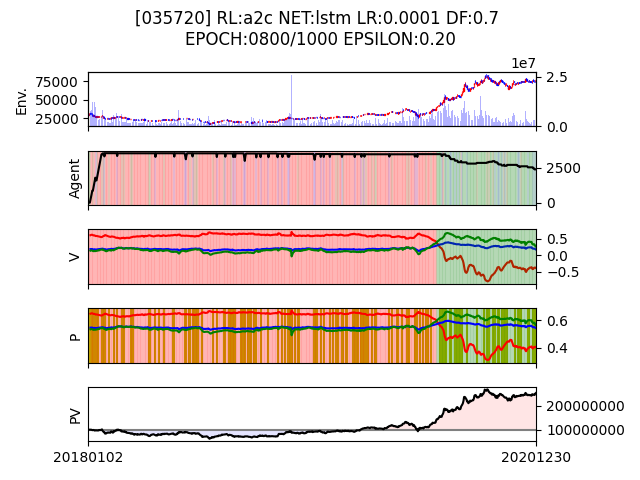 [035720] RL:a2c NET:lstm LR:0.0001 DF:0.7
EPOCH:0800/1000 EPSILON:0.20
1e7
Env.
75000
50000
25000
2.5
0.0
Agent
2500
0
V
0.5
0.0
−0.5
P
0.6
0.4
PV
200000000
100000000
20180102
20201230